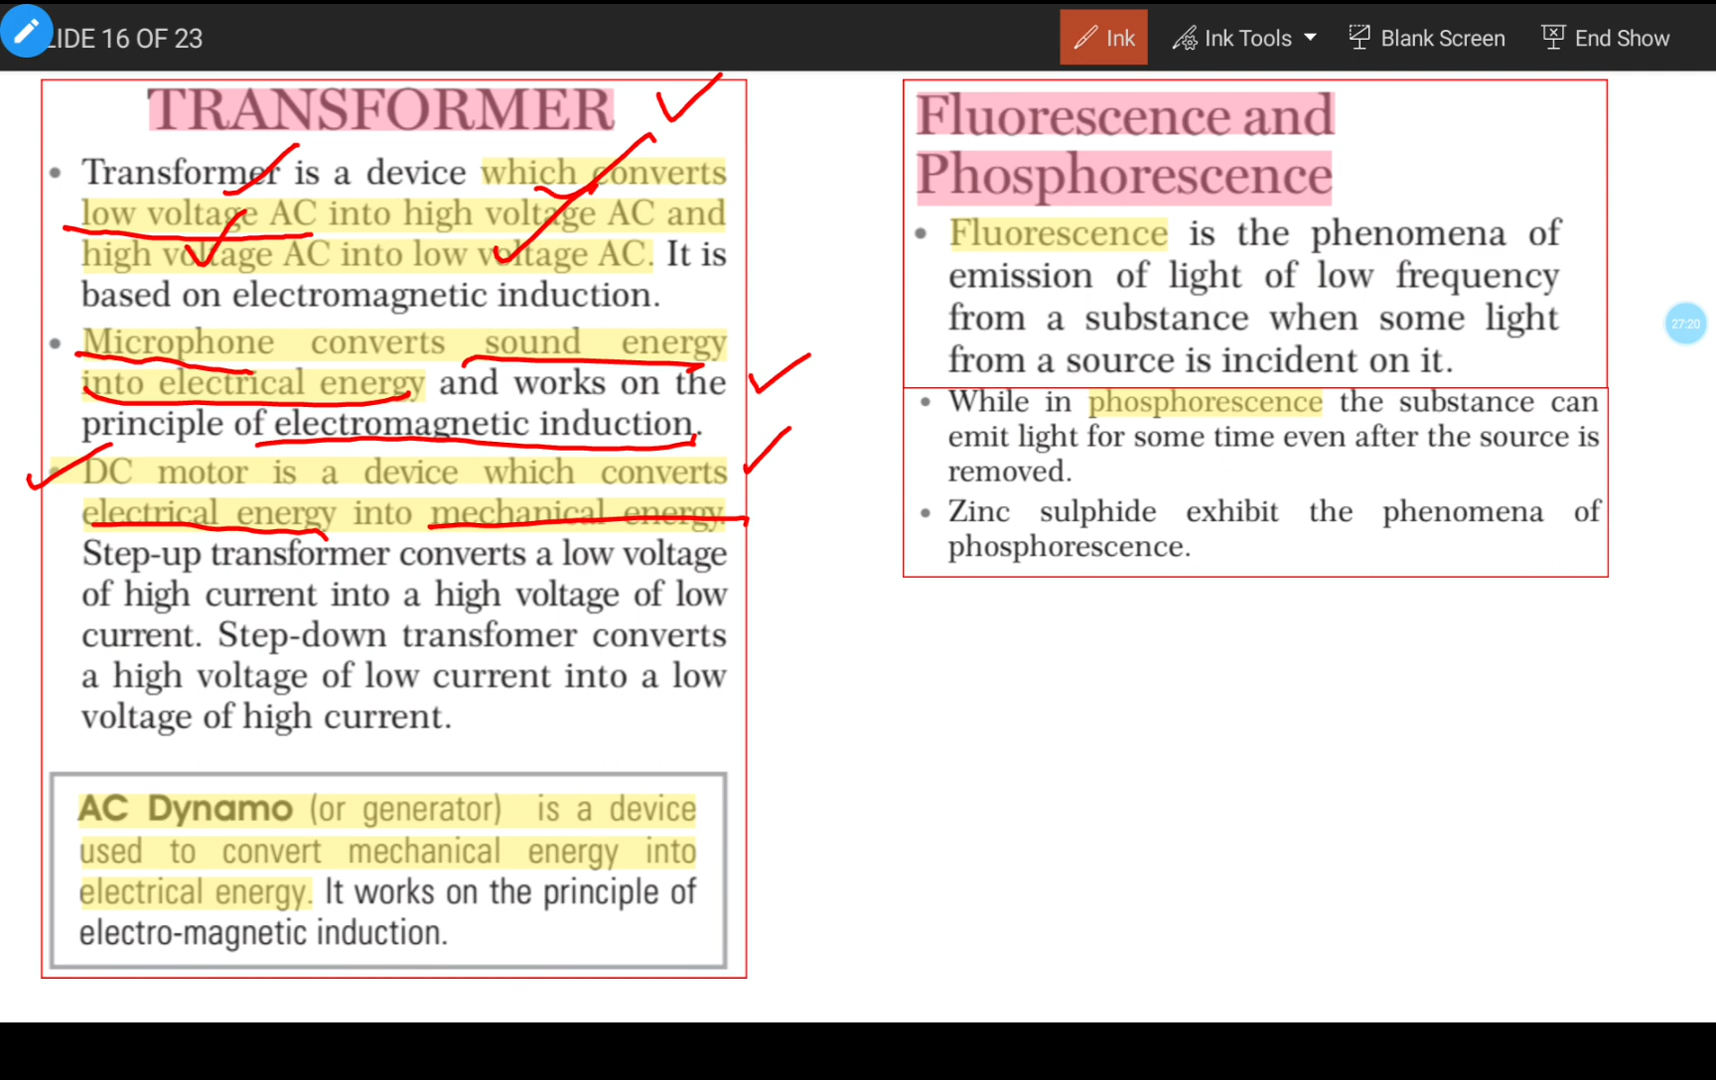 LIDE 16 OF 23
Ink
Ink Tools
Blank Screen
End Show
TRANSFORMER
• Transformer is a device which converts
low voltage AC into high voltage AC and
high voltage AC into low voltage AC. It is
based on electromagnetic induction.
• Microphone converts sound energy
into electrical energy and works on the
principle of electromagnetic induction.
• DC motor is a device which converts
electrical energy into mechanical energy.
Step-up transformer converts a low voltage
of high current into a high voltage of low
current. Step-down transfomer converts
a high voltage of low current into a low
voltage of high current.
AC Dynamo (or generator) is a device
used to convert mechanical energy into
electrical energy. It works on the principle of
electro-magnetic induction.
Fluorescence and
Phosphorescence
• Fluorescence is the phenomena of
emission of light of low frequency
from a substance when some light
from a source is incident on it.
• While in phosphorescence the substance can
emit light for some time even after the source is
removed.
• Zinc sulphide exhibit the phenomena of
phosphorescence.
27:20